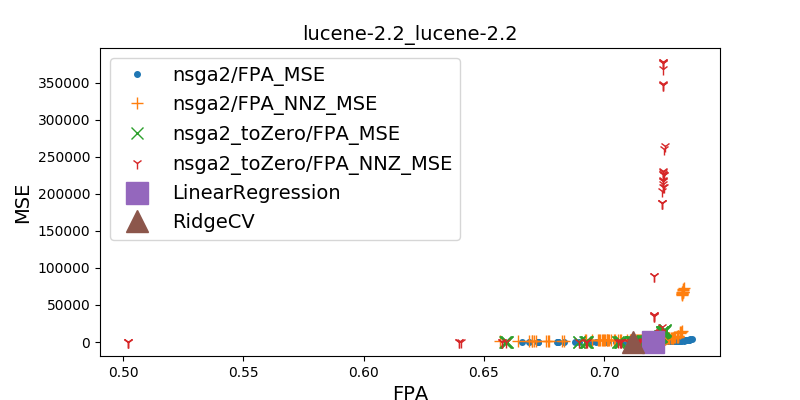 lucene-2.2_lucene-2.2
nsga2/FPA_MSE
nsga2/FPA_NNZ_MSE
nsga2_toZero/FPA_MSE
nsga2_toZero/FPA_NNZ_MSE
LinearRegression
RidgeCV
MSE
350000
300000
250000
200000
150000
100000
50000
0
0.50 0.55 0.60 0.65 0.70
FPA